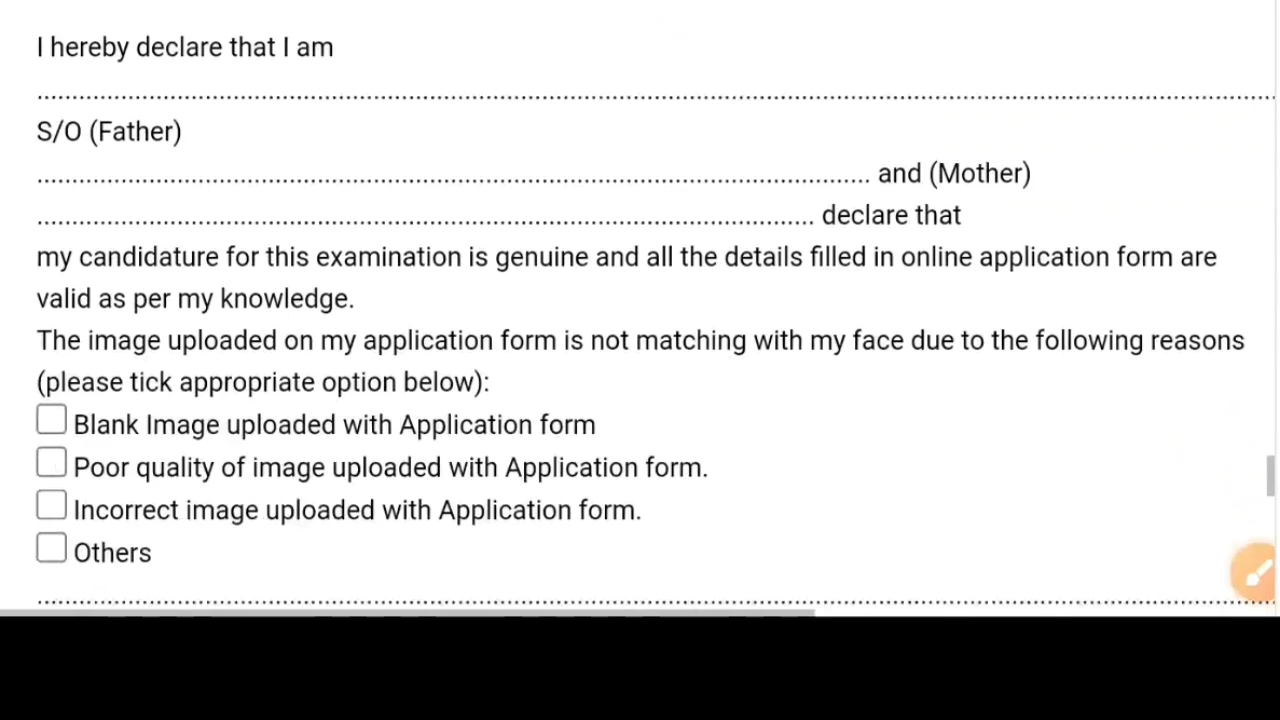 I hereby declare that I am
........................................................................................................................................
S/O (Father)
......................................................................................................................... and (Mother)
................................................................................................................. declare that
my candidature for this examination is genuine and all the details filled in online application form are
valid as per my knowledge.
The image uploaded on my application form is not matching with my face due to the following reasons
(please tick appropriate option below):
Blank Image uploaded with Application form
Poor quality of image uploaded with Application form.
Incorrect image uploaded with Application form.
Others
........................................................................................................................................